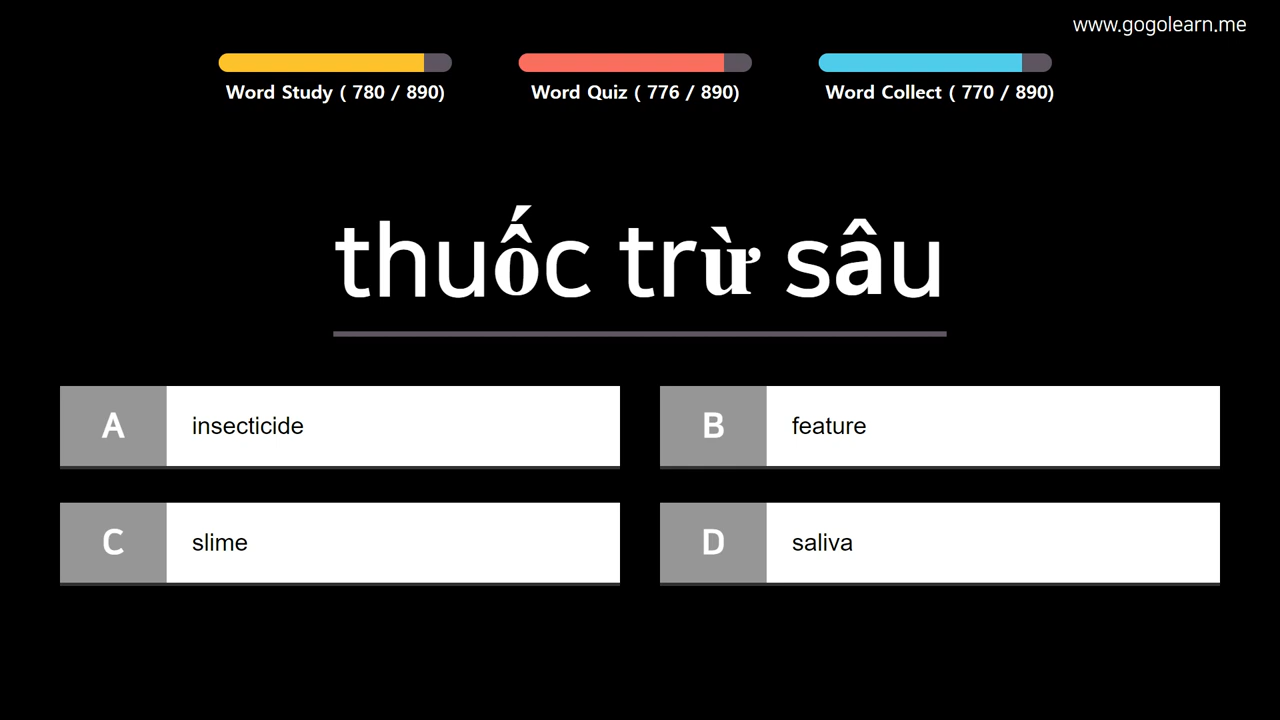 www.gogolearn.me
Word Study ( 780 / 890)
Word Quiz ( 776 / 890)
Word Collect ( 770 / 890)
thuốc trừ sâu
A insecticide
B feature
C slime
D saliva